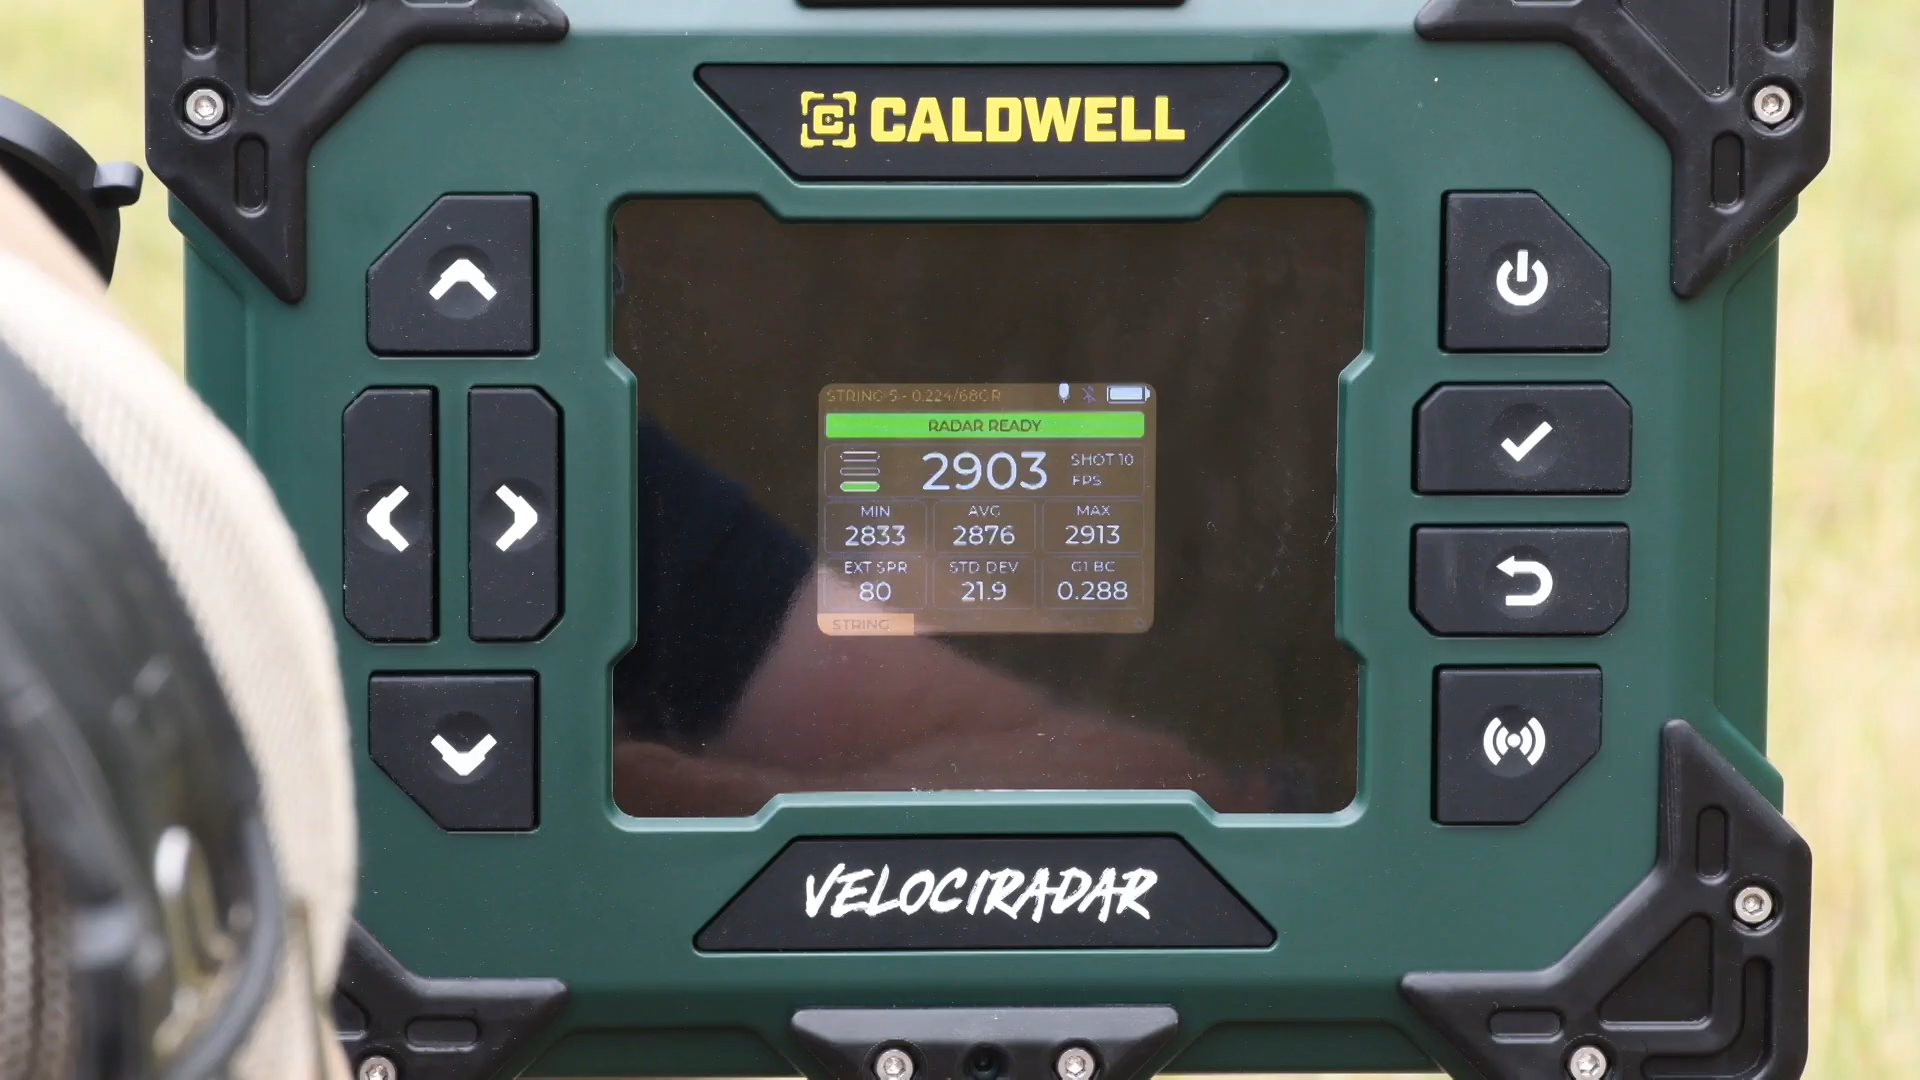 CALDWELL
STRING 5 - 0.224/68GR
RADAR READY
2903 SHOT 10
FPS
MIN AVG MAX
2833 2876 2913
EXT SPR STD DEV G1 BC
80 21.9 0.288
STRING
VELOCIRADAR